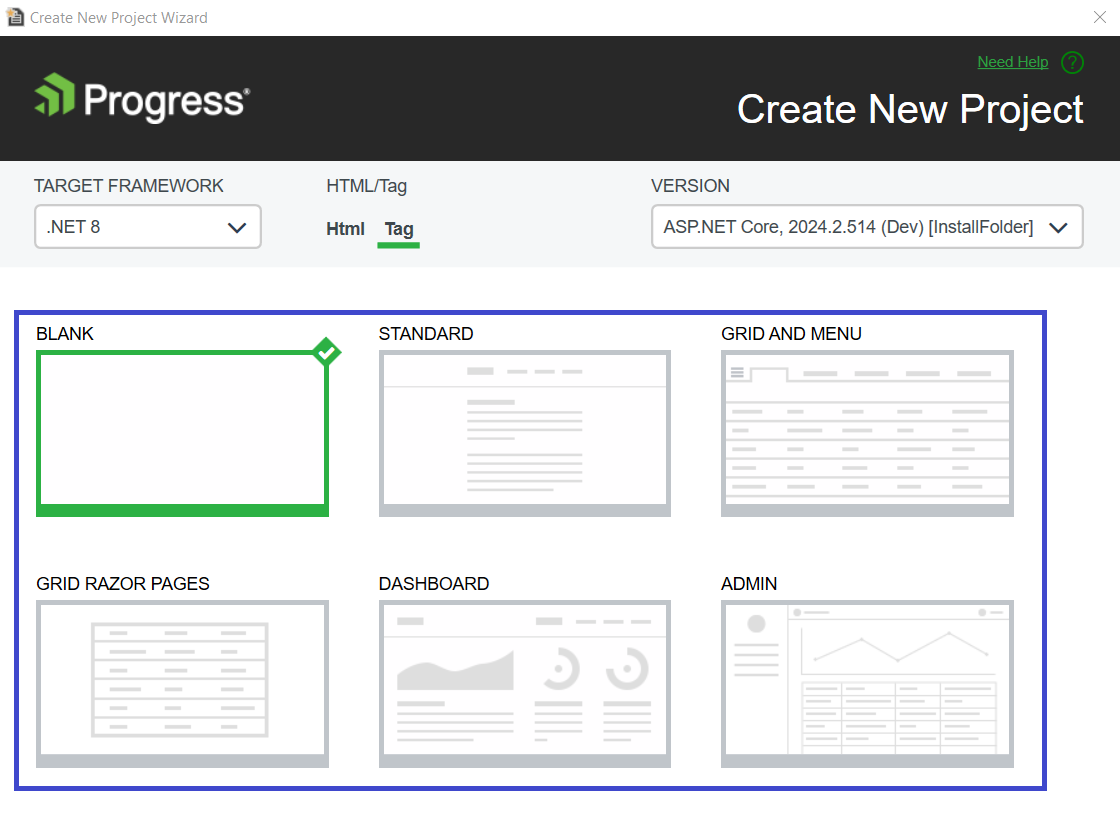 Create New Project Wizard
Need Help ?
Progress®
Create New Project
TARGET FRAMEWORK
HTML/Tag
VERSION
.NET 8
Html Tag
ASP.NET Core, 2024.2.514 (Dev) [InstallFolder]
BLANK
STANDARD
GRID AND MENU
GRID RAZOR PAGES
DASHBOARD
ADMIN